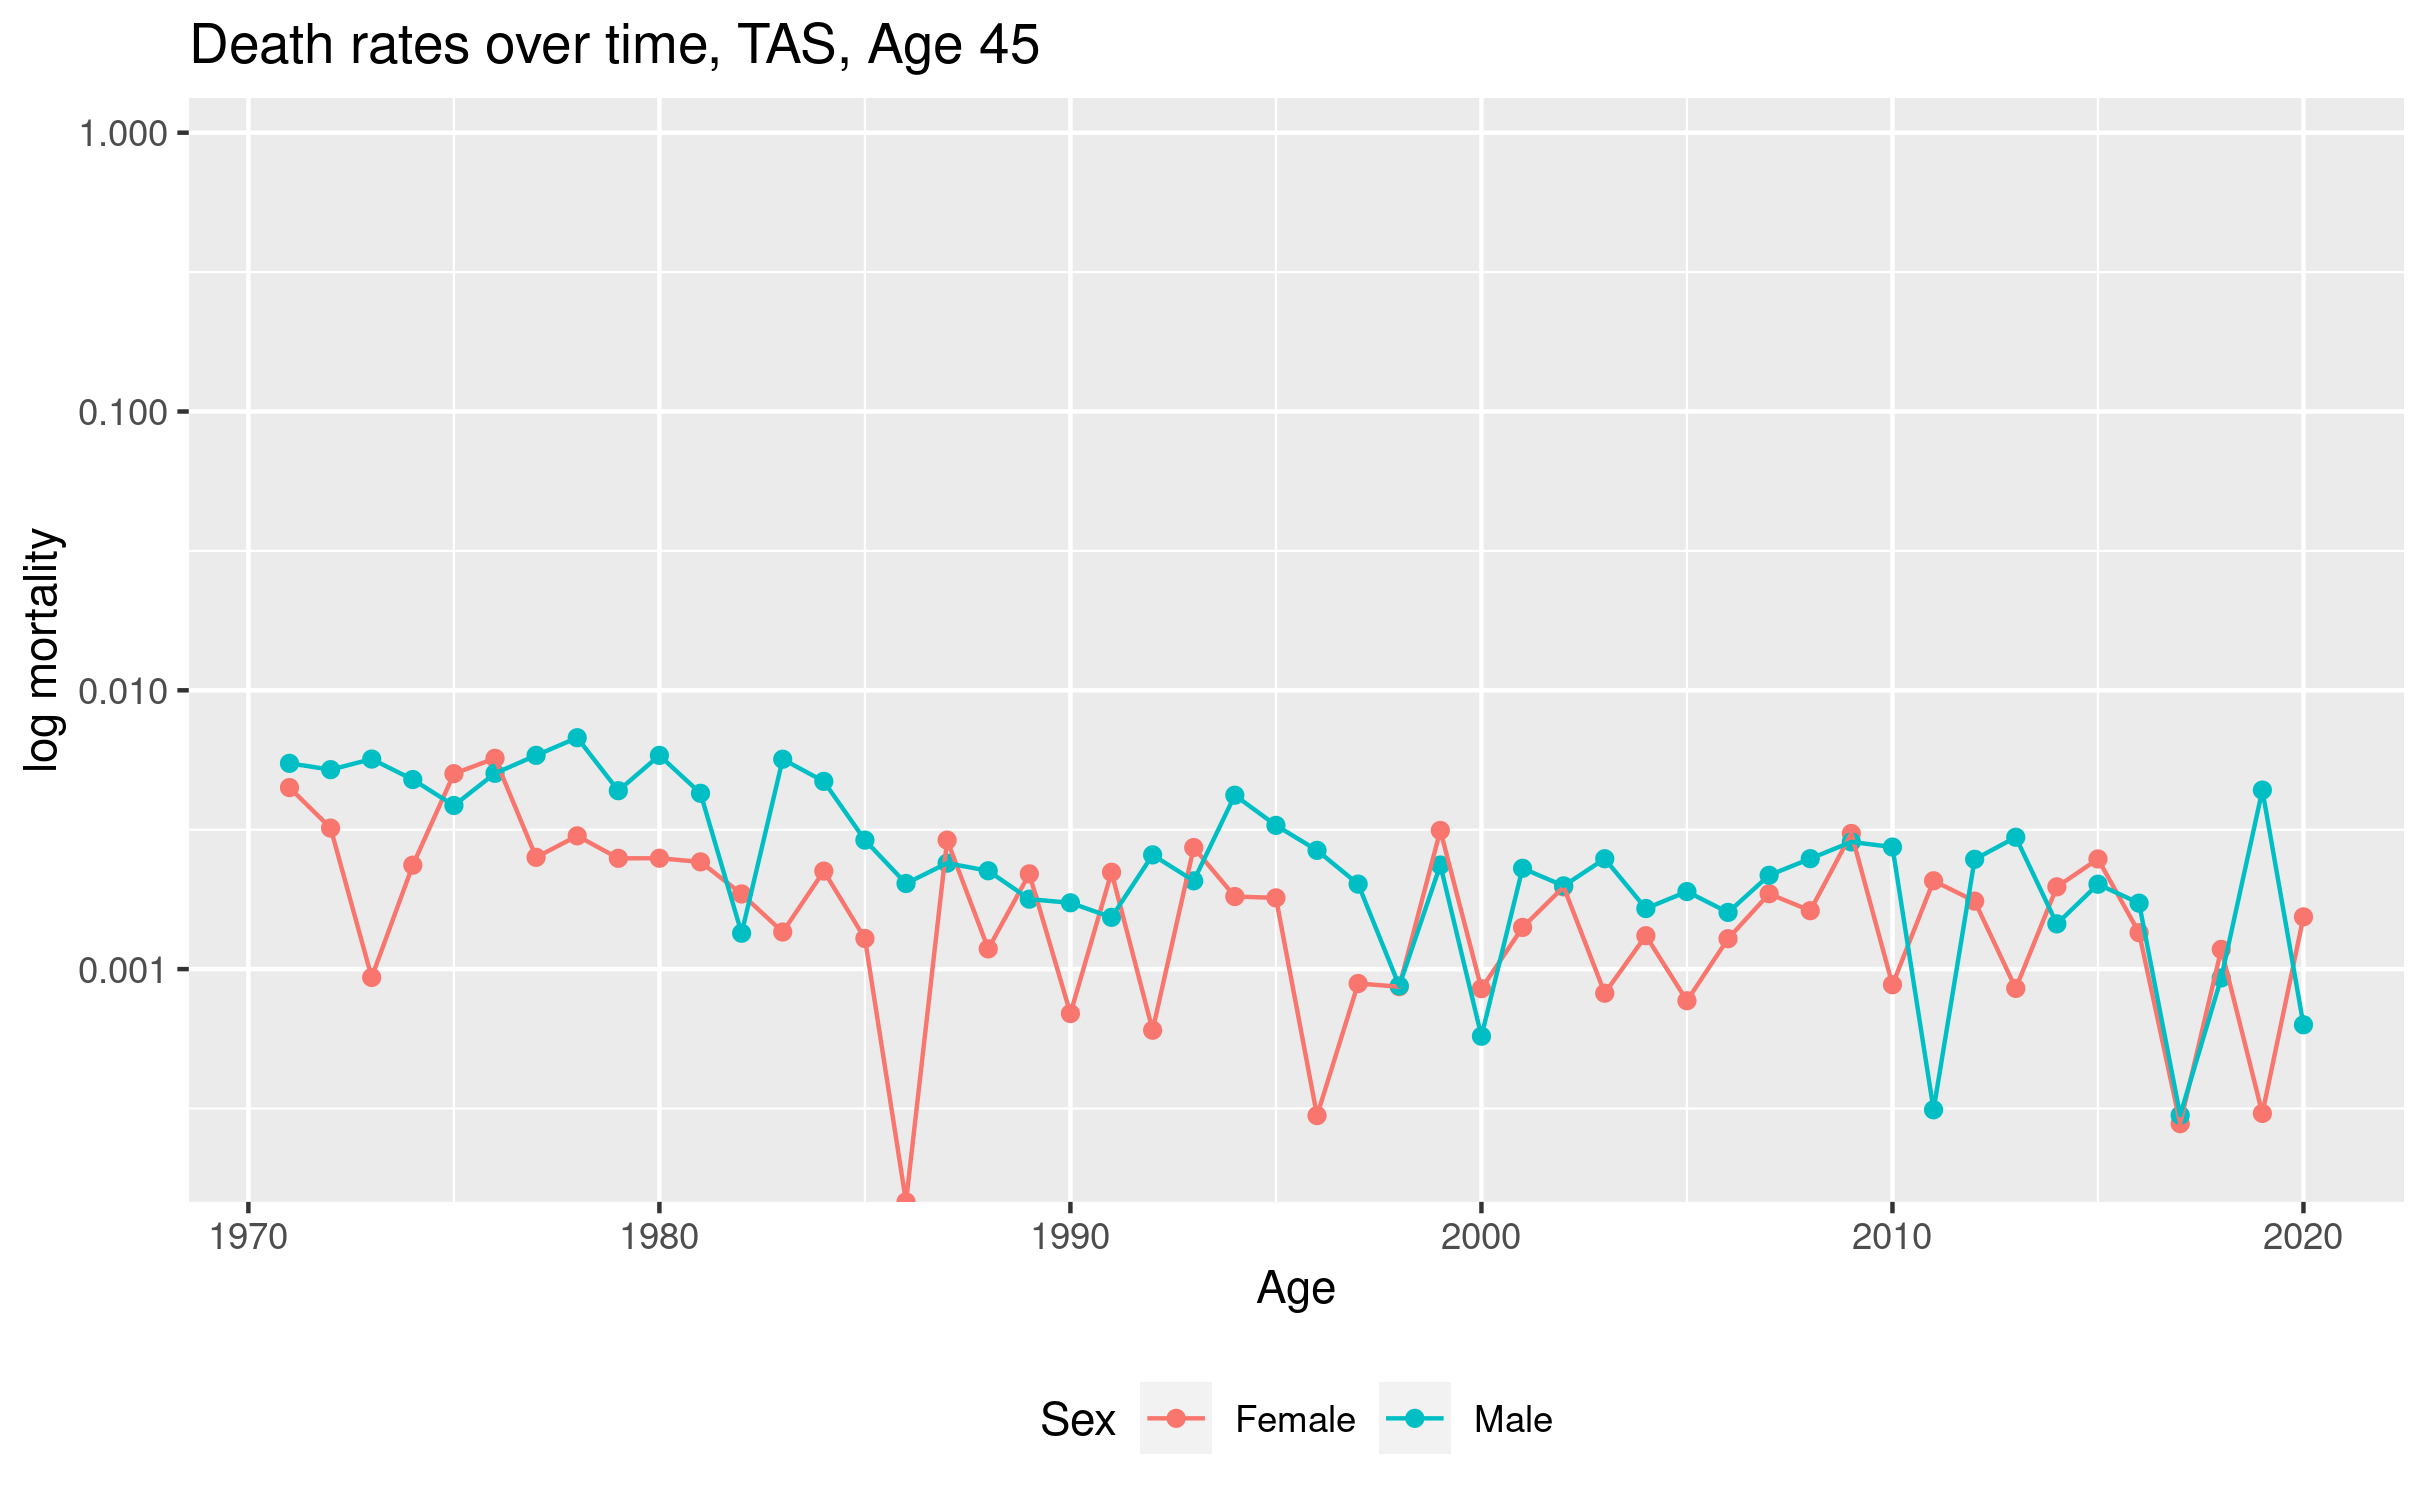 Death rates over time, TAS, Age 45
log mortality
1.000
0.100
0.010
0.001
1970 1980 1990 2000 2010 2020
Age
Sex Female Male